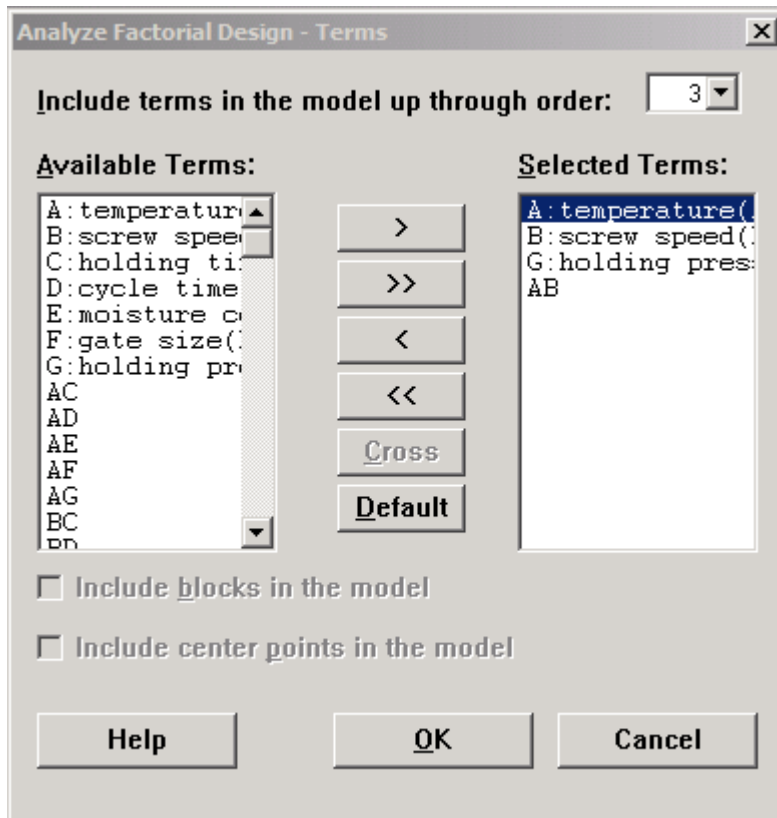 Analyze Factorial Design - Terms
Include terms in the model up through order: 3
Available Terms:
A:temperatur
B:screw spee
C:holding ti
D:cycle time
E:moisture c
F:gate size(
G:holding pr
AC
AD
AE
AF
AG
BC
BD
>
>>
<
<<
Cross
Default
Selected Terms:
A:temperature(
B:screw speed(
G:holding pres
AB
Include blocks in the model
Include center points in the model
Help OK Cancel